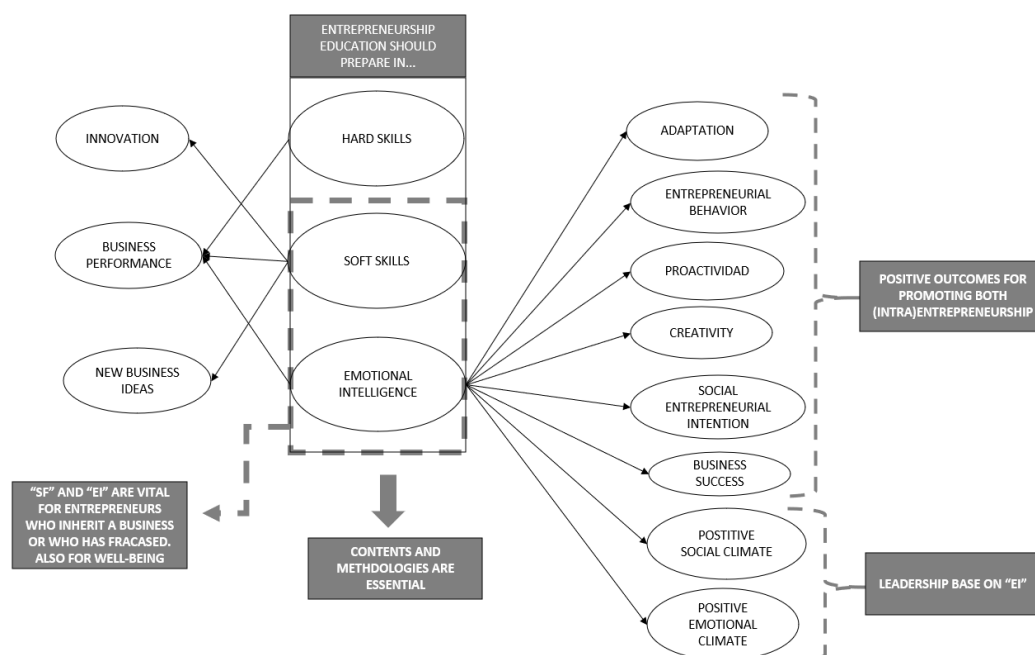 ENTREPRENEURSHIP
EDUCATION SHOULD
PREPARE IN...
INNOVATION
BUSINESS
PERFORMANCE
NEW BUSINESS
IDEAS
HARD SKILLS
SOFT SKILLS
EMOTIONAL
INTELLIGENCE
ADAPTATION
ENTREPRENEURIAL
BEHAVIOR
PROACTIVIDAD
CREATIVITY
SOCIAL
ENTREPRENEURIAL
INTENTION
BUSINESS
SUCCESS
POSTITIVE
SOCIAL CLIMATE
POSITIVE
EMOTIONAL
CLIMATE
POSITIVE OUTCOMES FOR
PROMOTING BOTH
(INTRA)ENTREPRENEURSHIP
LEADERSHIP BASE ON "EI"
"SF" AND "EI" ARE VITAL
FOR ENTREPRENEURS
WHO INHERIT A BUSINESS
OR WHO HAS FRACASED.
ALSO FOR WELL-BEING
CONTENTS AND
METHDOLOGIES ARE
ESSENTIAL